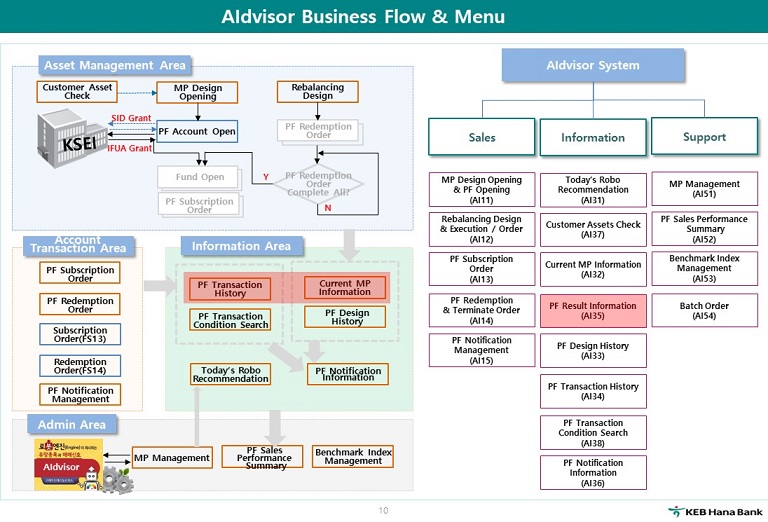 AIdvisor Business Flow & Menu
Asset Management Area
Customer Asset
Check
MP Design
Opening
Rebalancing
Design
SID Grant
KSEI
PF Account Open
PF Redemption
Order
IFUA Grant
Fund Open
Y
PF Redemption
Order
Complete All?
PF Subscription
Order
N
Account
Transaction Area
PF Subscription
Order
PF Redemption
Order
Subscription
Order(FS13)
Redemption
Order(FS14)
PF Notification
Management
Information Area
PF Transaction
History
Current MP
Information
PF Transaction
Condition Search
PF Design
History
Today's Robo
Recommendation
PF Notification
Information
Admin Area
AIdvisor
MP Management
PF Sales
Performance
Summary
Benchmark Index
Management
AIdvisor System
Sales
Information
Support
MP Design Opening
& PF Opening
(AI11)
Rebalancing Design
& Execution / Order
(AI12)
PF Subscription
Order
(AI13)
PF Redemption
& Terminate Order
(AI14)
PF Notification
Management
(AI15)
Today's Robo
Recommendation
(AI31)
Customer Assets Check
(AI37)
Current MP Information
(AI32)
PF Result Information
(AI35)
PF Design History
(AI33)
PF Transaction History
(AI34)
PF Transaction
Condition Search
(AI38)
PF Notification
Information
(AI36)
MP Management
(AI51)
PF Sales Performance
Summary
(AI52)
Benchmark Index
Management
(AI53)
Batch Order
(AI54)
10
KEB Hana Bank